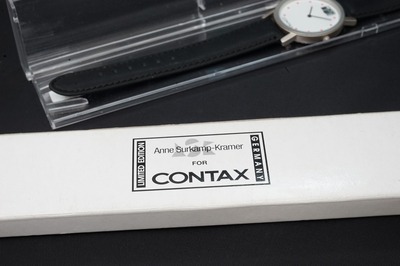 LIMITED EDITION
Anne Surkamp-Kramer
FOR
CONTAX
GERMANY